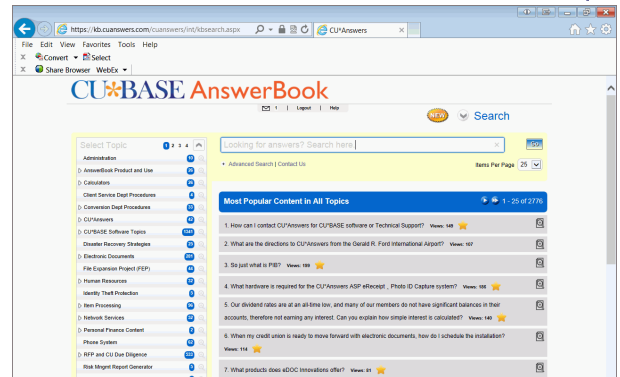 https://kb.cuanswers.com/cuanswers/int/kbsearch.aspx
CU*Answers
File Edit View Favorites Tools Help
x Convert Select
x Share Browser WebEx
CU*BASE AnswerBook
1 | Logout | Help
NEW Search
Select Topic 1 2 3 4
Looking for answers? Search here
Go
+ Advanced Search | Contact Us
Items Per Page 25
Administration
AnswerBook Product and Use
Calculators
Client Service Dept Procedures
Conversion Dept Procedures
CU*Answers
CU*BASE Software Topics
Disaster Recovery Strategies
Electronic Documents
File Expansion Project (FEP)
Human Resources
Identity Theft Protection
Item Processing
Network Services
Personal Finance Content
Phone System
RFP and CU Due Diligence
Risk Mngmt Report Generator
Most Popular Content in All Topics
1 - 25 of 2776
1. How can I contact CU*Answers for CU*BASE software or Technical Support? Views: 148
2. What are the directions to CU*Answers from the Gerald R. Ford International Airport? Views: 107
3. So just what is PIB? Views: 189
4. What hardware is required for the CU*Answers ASP eReceipt , Photo ID Capture system? Views: 186
5. Our dividend rates are at an all-time low, and many of our members do not have significant balances in their
accounts, therefore not earning any interest. Can you explain how simple interest is calculated? Views: 140
6. When my credit union is ready to move forward with electronic documents, how do I schedule the installation?
Views: 114
7. What products does eDOC Innovations offer? Views: 81